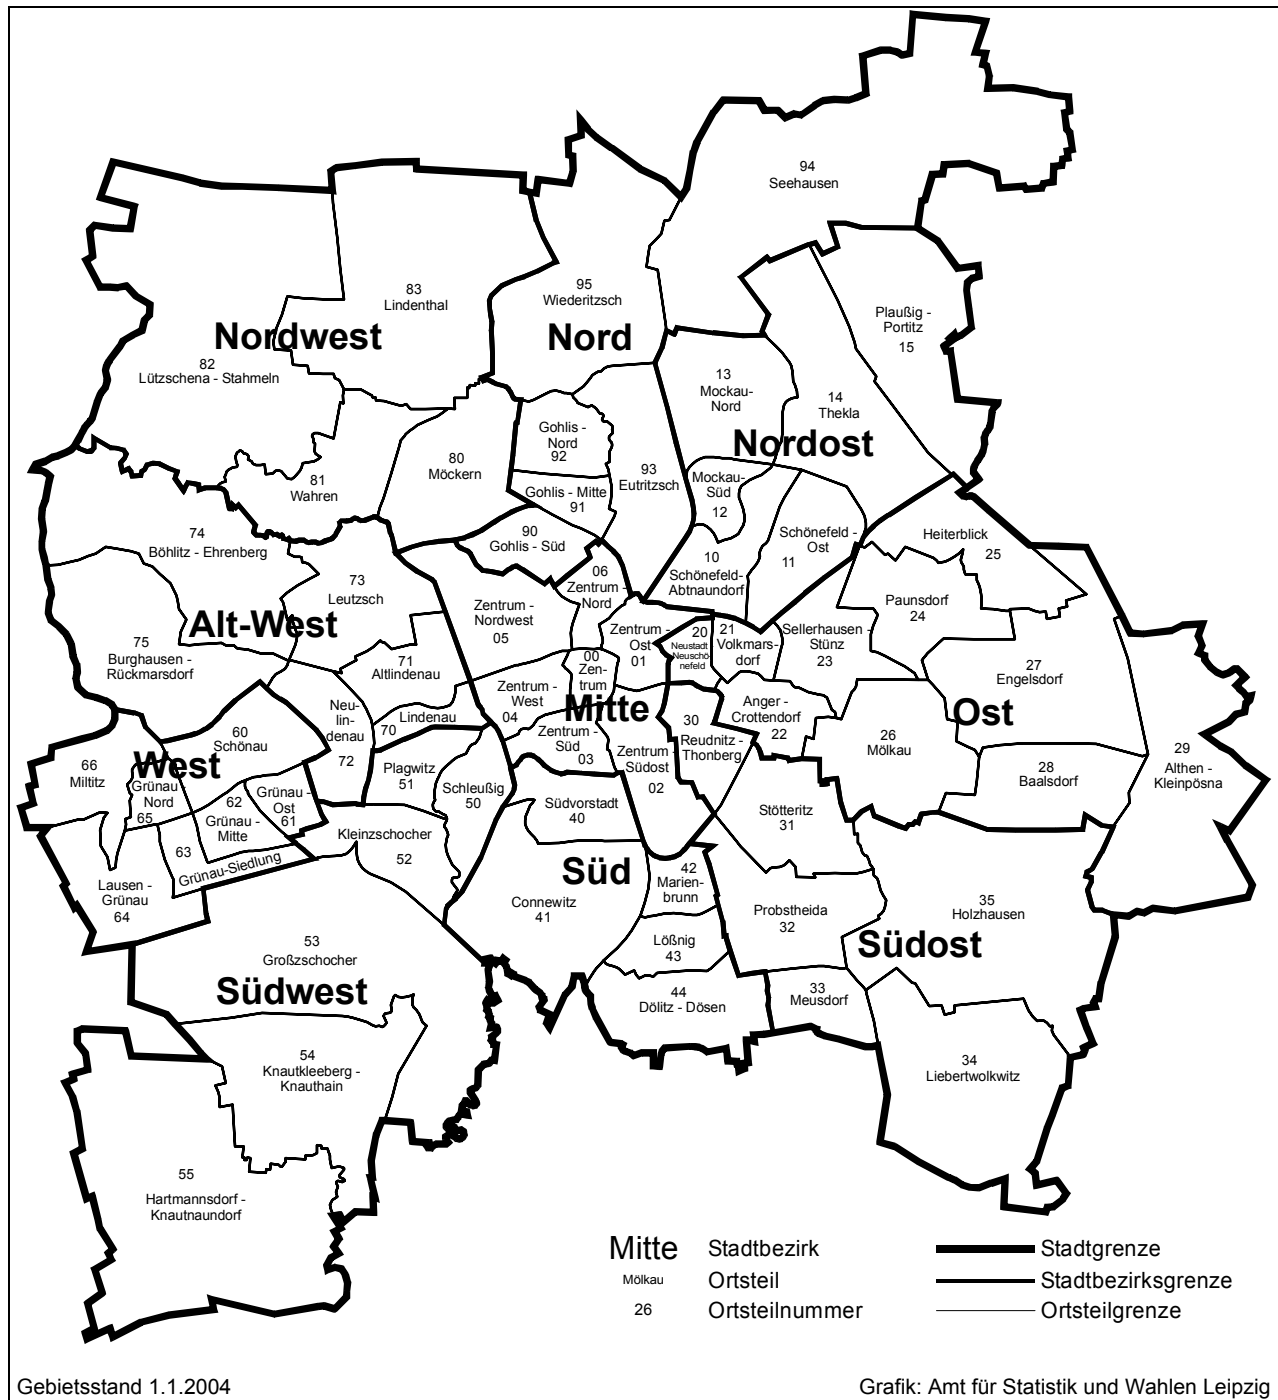 94
Seehausen
83
Lindenthal
95
Wiederitzsch
Plaußig -
Portitz
15
Nordwest
Nord
82
Lützschena - Stahmeln
13
Mockau-
Nord
14
Thekla
Nordost
Gohlis -
Nord
92
80
Möckern
93
Eutritzsch
81
Wahren
Mockau-
Süd
12
Gohlis - Mitte
91
74
Böhlitz - Ehrenberg
90
Gohlis - Süd
Schönefeld -
Ost
11
Heiterblick
25
10
Schönefeld-
Abtnaundorf
06
Zentrum -
Nord
73
Leutzsch
Paunsdorf
24
Alt-West
Zentrum -
Nordwest
05
Zentrum -
Ost
01
20
Neustadt
Neuschö-
nefeld
21
Volkmars-
dorf
Sellerhausen -
Stünz
23
75
Burghausen -
Rückmarsdorf
71
Altlindenau
00
Zen-
trum
27
Engelsdorf
Zentrum -
West
04
Mitte
Neu-
lin-
denau
72
Lindenau
70
Anger -
Crottendorf
22
Ost
60
Schönau
30
Reudnitz -
Thonberg
26
Mölkau
Zentrum -
Süd
03
Zentrum -
Südost
02
29
Althen -
Kleinpösna
66
Miltitz
West
Grünau -
Nord
65
Plagwitz
51
Schleußig
50
28
Baalsdorf
62
Grünau -
Mitte
Grünau -
Ost
61
Südvorstadt
40
Stötteritz
31
Kleinzschocher
52
63
Grünau-Siedlung
Süd
42
Marien-
brunn
Lausen -
Grünau
64
Connewitz
41
Probstheida
32
35
Holzhausen
53
Großzschocher
Lößnig
43
Südost
Südwest
44
Dölitz - Dösen
33
Meusdorf
54
Knautkleeberg -
Knauthain
34
Liebertwolkwitz
55
Hartmannsdorf -
Knautnaundorf
Mitte Stadtbezirk Stadtgrenze
Mölkau Ortsteil Stadtbezirksgrenze
26 Ortsteilnummer Ortsteilgrenze
Gebietsstand 1.1.2004 Grafik: Amt für Statistik und Wahlen Leipzig